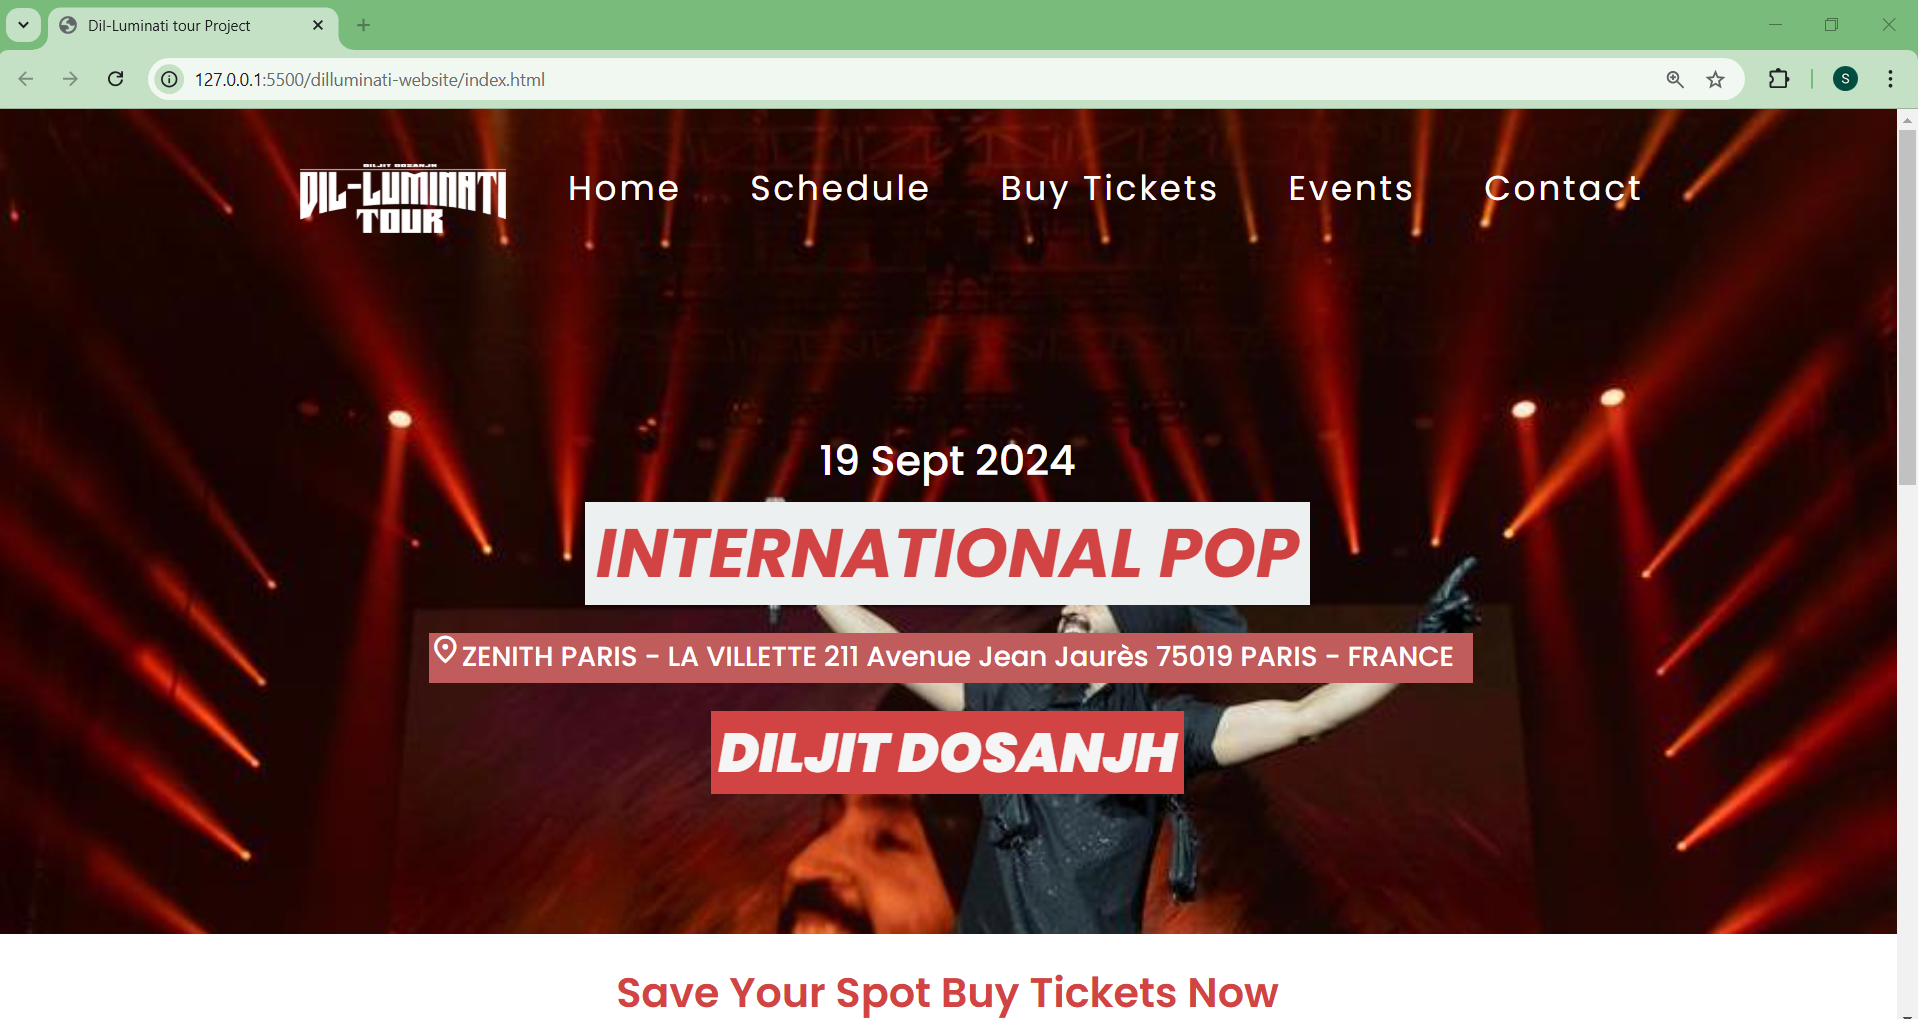 Dil-Luminati tour Project
127.0.0.1:5500/dilluminati-website/index.html
S
DILJIT DOSANJH
DIL-LUMINATI
TOUR
Home Schedule Buy Tickets Events Contact
19 Sept 2024
INTERNATIONAL POP
ZENITH PARIS - LA VILLETTE 211 Avenue Jean Jaurès 75019 PARIS - FRANCE
DILJIT DOSANJH
Save Your Spot Buy Tickets Now